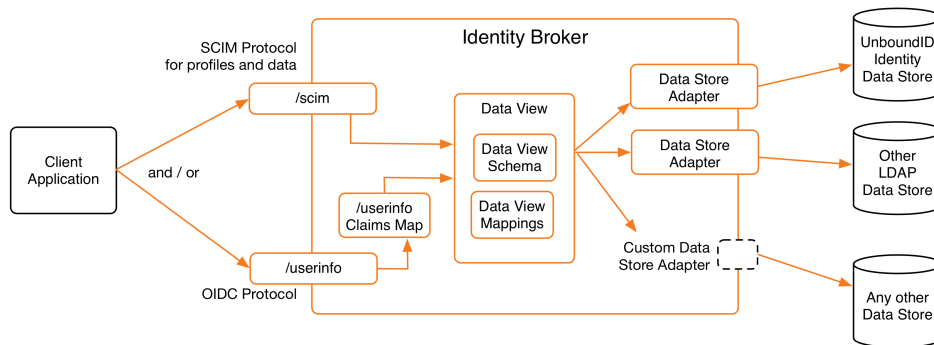 SCIM Protocol
for profiles and data
Identity Broker
UnboundID
Identity
Data Store
/scim
Data Store
Adapter
Data View
Client
Application
and / or
Data View
Schema
Data Store
Adapter
Other
LDAP
Data Store
/userinfo
Claims Map
Data View
Mappings
Custom Data
Store Adapter
/userinfo
OIDC Protocol
Any other
Data Store